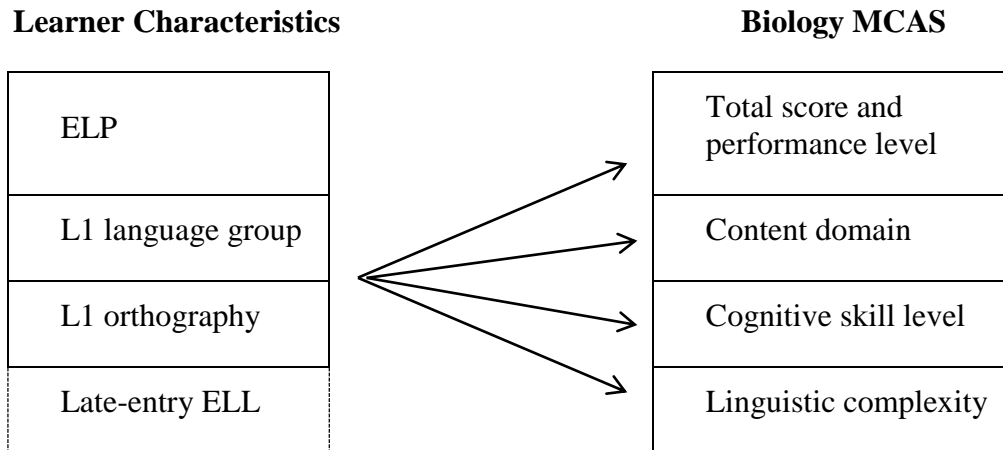 Learner Characteristics
Biology MCAS
ELP
Total score and
performance level
L1 language group
Content domain
L1 orthography
Cognitive skill level
Late-entry ELL
Linguistic complexity